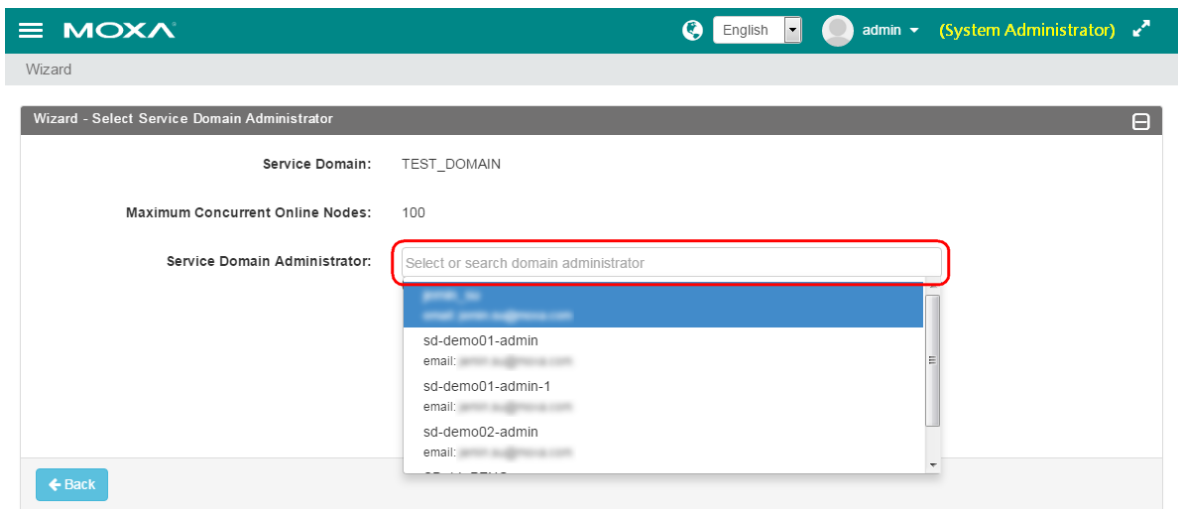 MOXA English admin (System Administrator)
Wizard
Wizard - Select Service Domain Administrator
Service Domain: TEST_DOMAIN
Maximum Concurrent Online Nodes: 100
Service Domain Administrator: Select or search domain administrator
sd-demo01-admin
email:
sd-demo01-admin-1
email:
sd-demo02-admin
email:
Back